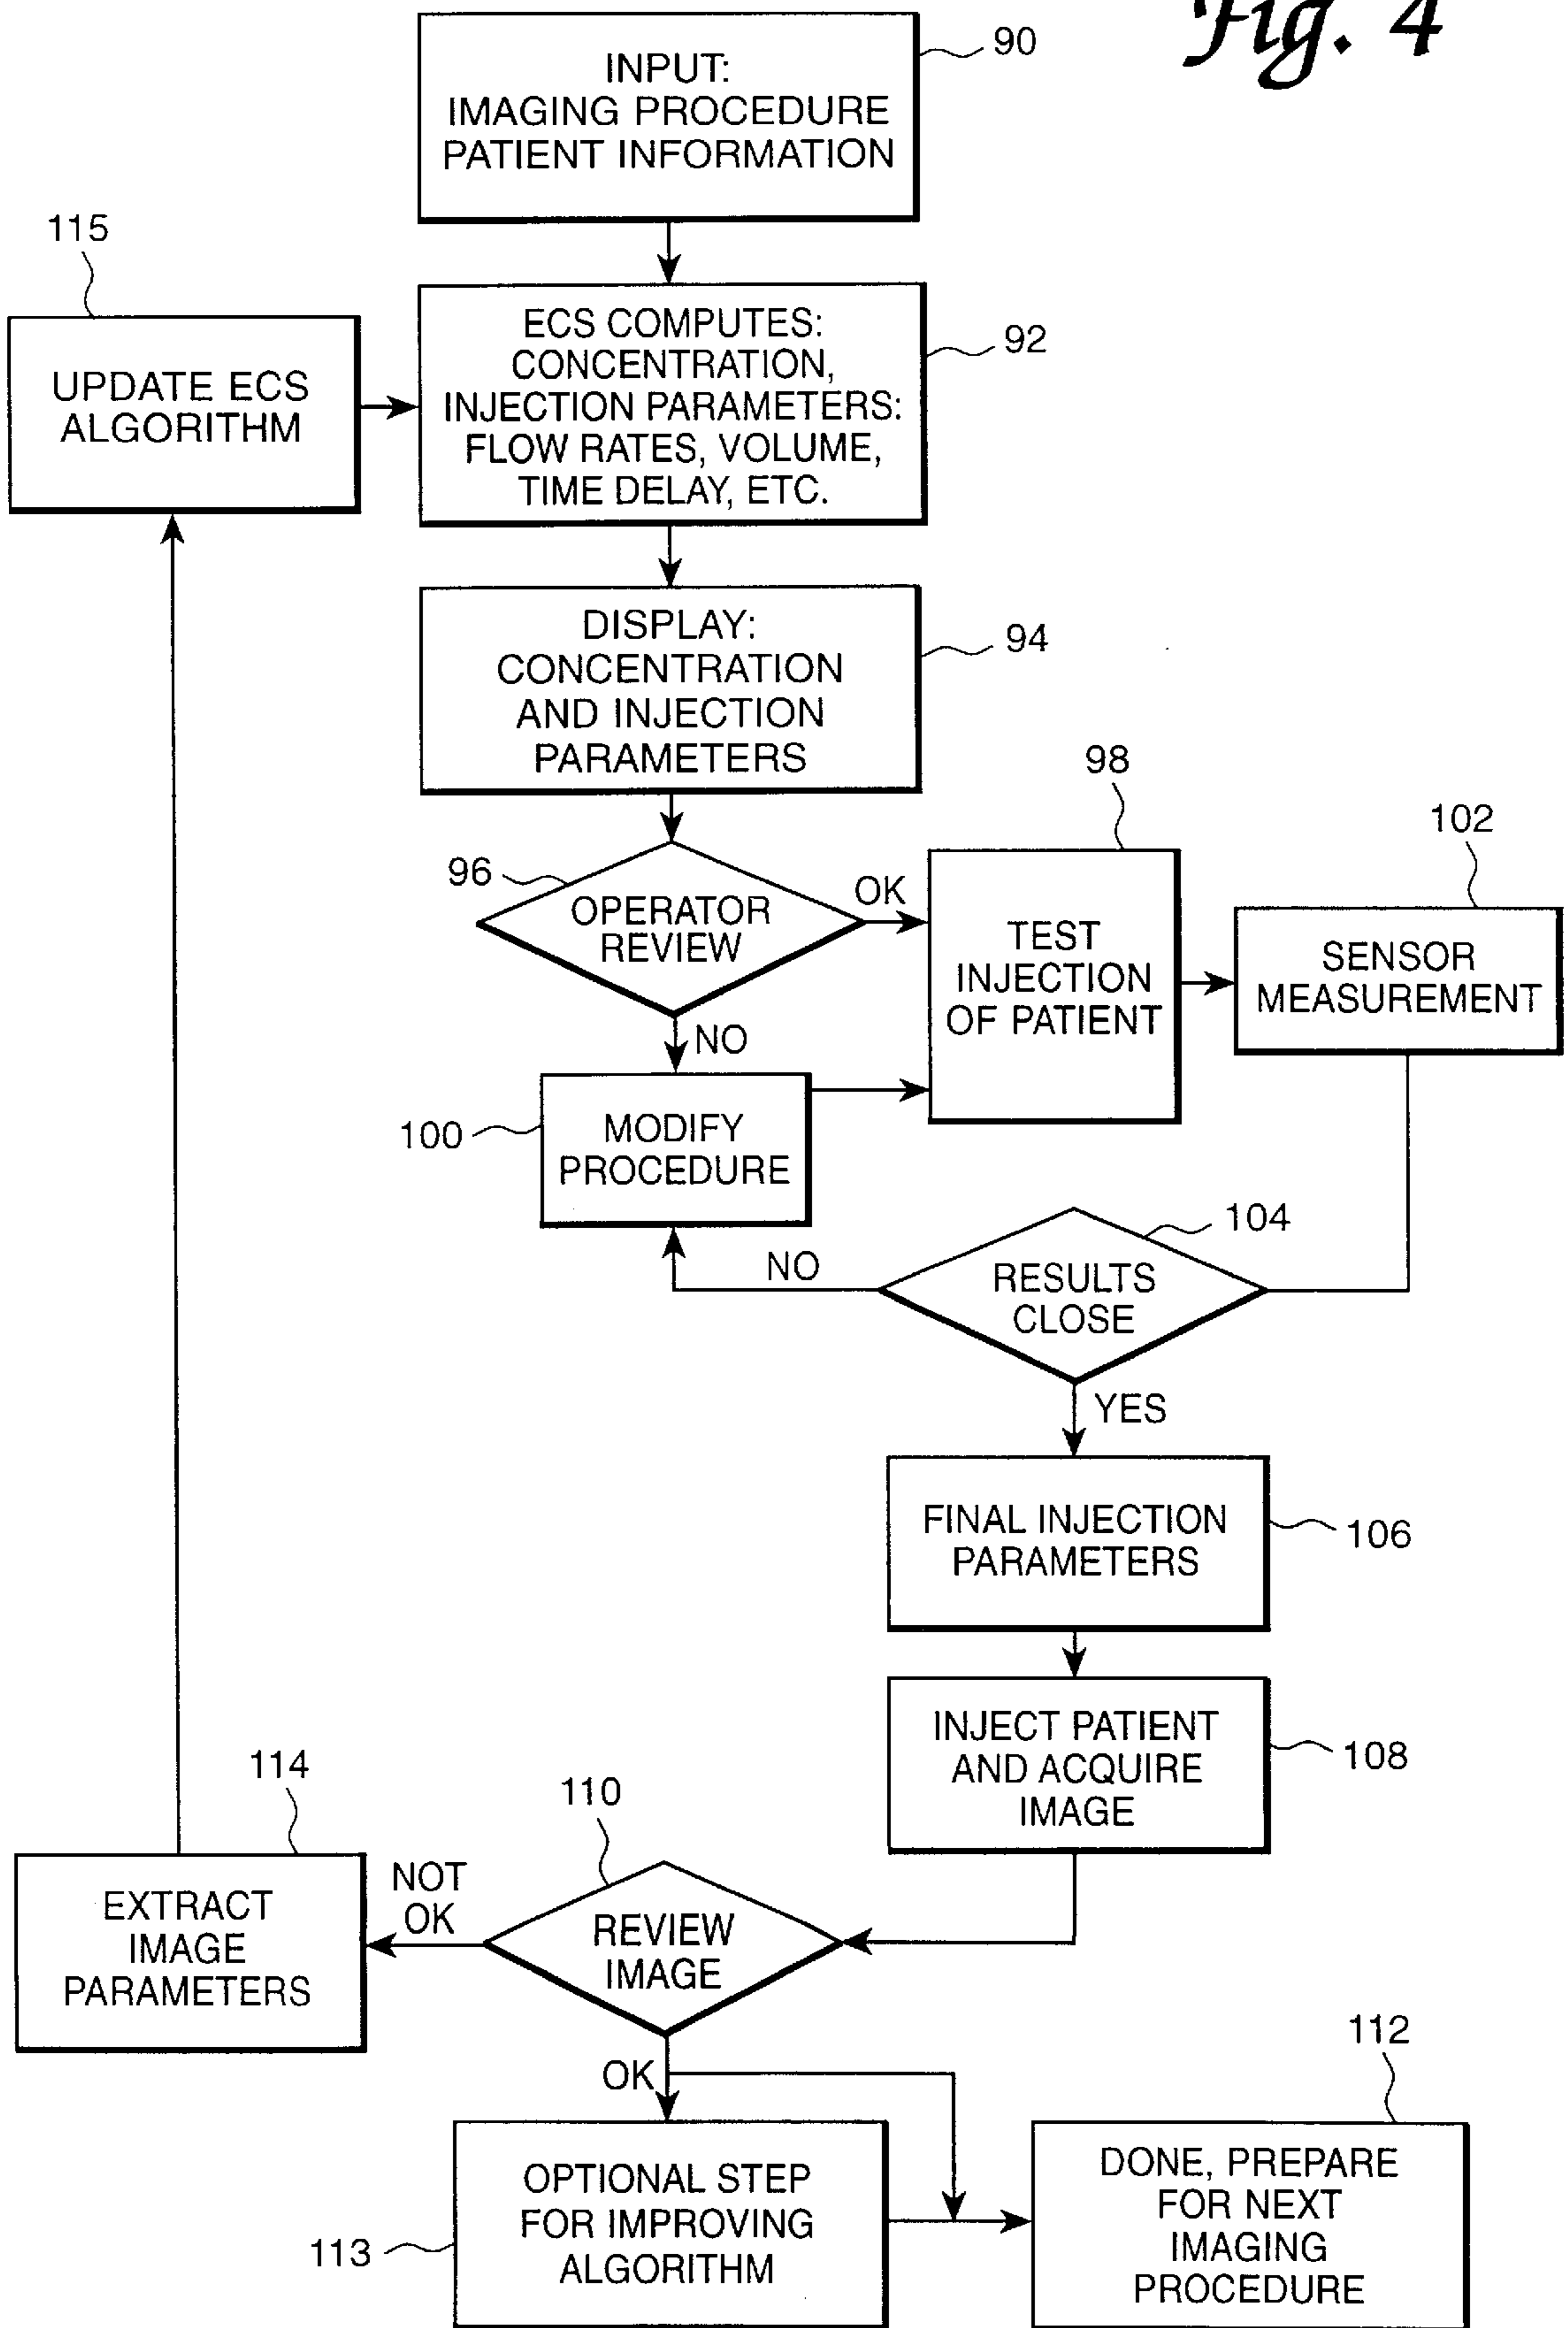 Fig. 4
90
INPUT:
IMAGING PROCEDURE
PATIENT INFORMATION
115
UPDATE ECS
ALGORITHM
ECS COMPUTES:
CONCENTRATION,
INJECTION PARAMETERS:
FLOW RATES, VOLUME,
TIME DELAY, ETC.
92
DISPLAY:
CONCENTRATION
AND INJECTION
PARAMETERS
94
96
OPERATOR
REVIEW
OK
NO
98
TEST
INJECTION
OF PATIENT
102
SENSOR
MEASUREMENT
100
MODIFY
PROCEDURE
NO
104
RESULTS
CLOSE
YES
FINAL INJECTION
PARAMETERS
106
INJECT PATIENT
AND ACQUIRE
IMAGE
108
110
REVIEW
IMAGE
NOT
OK
114
EXTRACT
IMAGE
PARAMETERS
OK
113
OPTIONAL STEP
FOR IMPROVING
ALGORITHM
112
DONE, PREPARE
FOR NEXT
IMAGING
PROCEDURE